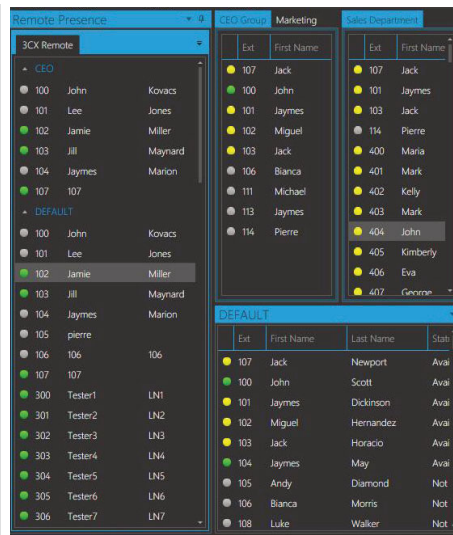 Remote Presence
3CX Remote
CEO
100 John Kovacs
101 Lee Jones
102 Jamie Miller
103 Jill Maynard
104 Jaymes Marion
107 107
DEFAULT
100 John Kovacs
101 Lee Jones
102 Jamie Miller
103 Jill Maynard
104 Jaymes Marion
105 pierre
106 106 106
107 107
300 Tester1 LN1
301 Tester2 LN2
302 Tester3 LN3
303 Tester4 LN4
304 Tester5 LN5
305 Tester6 LN6
306 Tester7 LN7
CEO Group Marketing
Ext First Name
107 Jack
100 John
101 Jaymes
102 Miguel
103 Jack
106 Bianca
111 Michael
113 Jaymes
114 Pierre
Sales Department
Ext First Name
107 Jack
101 Jaymes
103 Jack
114 Pierre
400 Maria
401 Mark
402 Kelly
403 Mark
404 John
405 Kimberly
406 Eva
407 George
DEFAULT
Ext First Name Last Name Stat
107 Jack Newport Avai
100 John Scott Avai
101 Jaymes Dickinson Avai
102 Miguel Hernandez Avai
103 Jack Horacio Avai
104 Jaymes May Avai
105 Andy Diamond Not
106 Bianca Morris Not
108 Luke Walker Not